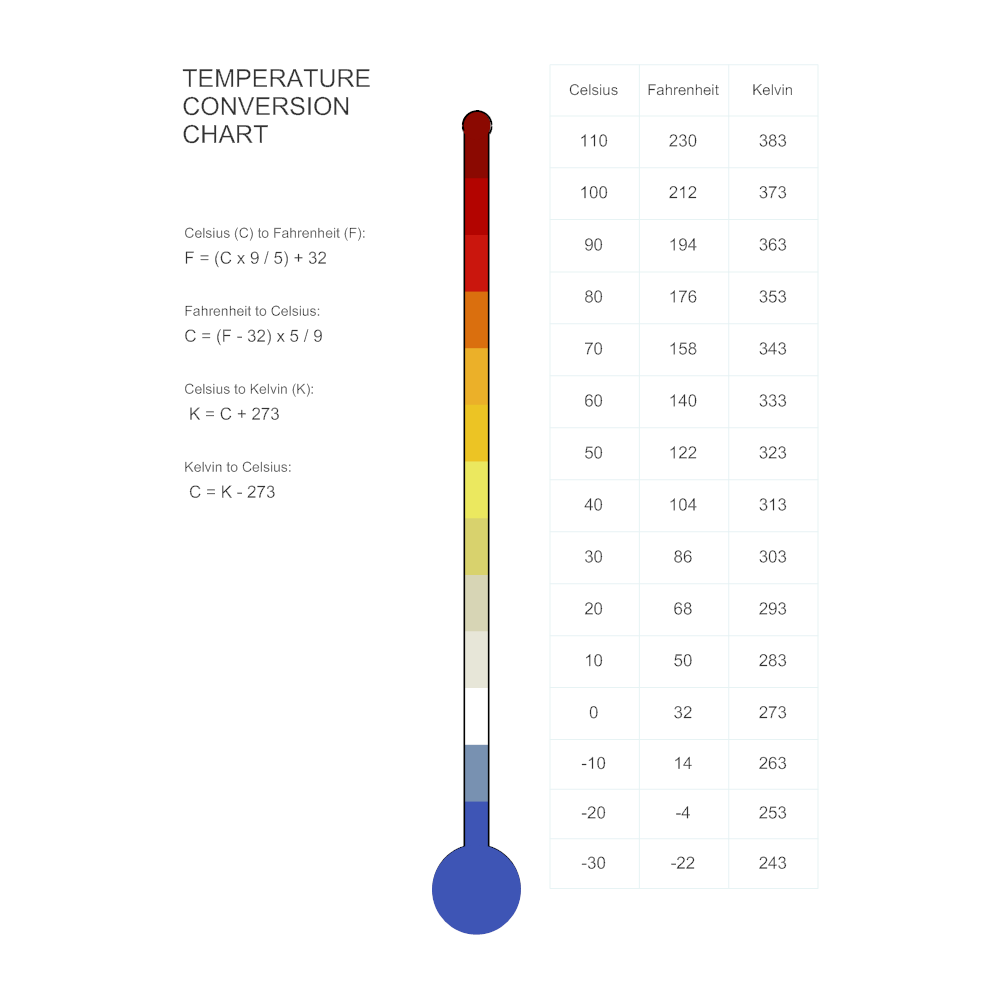 TEMPERATURE
CONVERSION
CHART
Celsius (C) to Fahrenheit (F):
F = (C x 9 / 5) + 32
Fahrenheit to Celsius:
C = (F - 32) x 5 / 9
Celsius to Kelvin (K):
K = C + 273
Kelvin to Celsius:
C = K - 273
Celsius Fahrenheit Kelvin
110 230 383
100 212 373
90 194 363
80 176 353
70 158 343
60 140 333
50 122 323
40 104 313
30 86 303
20 68 293
10 50 283
0 32 273
-10 14 263
-20 -4 253
-30 -22 243